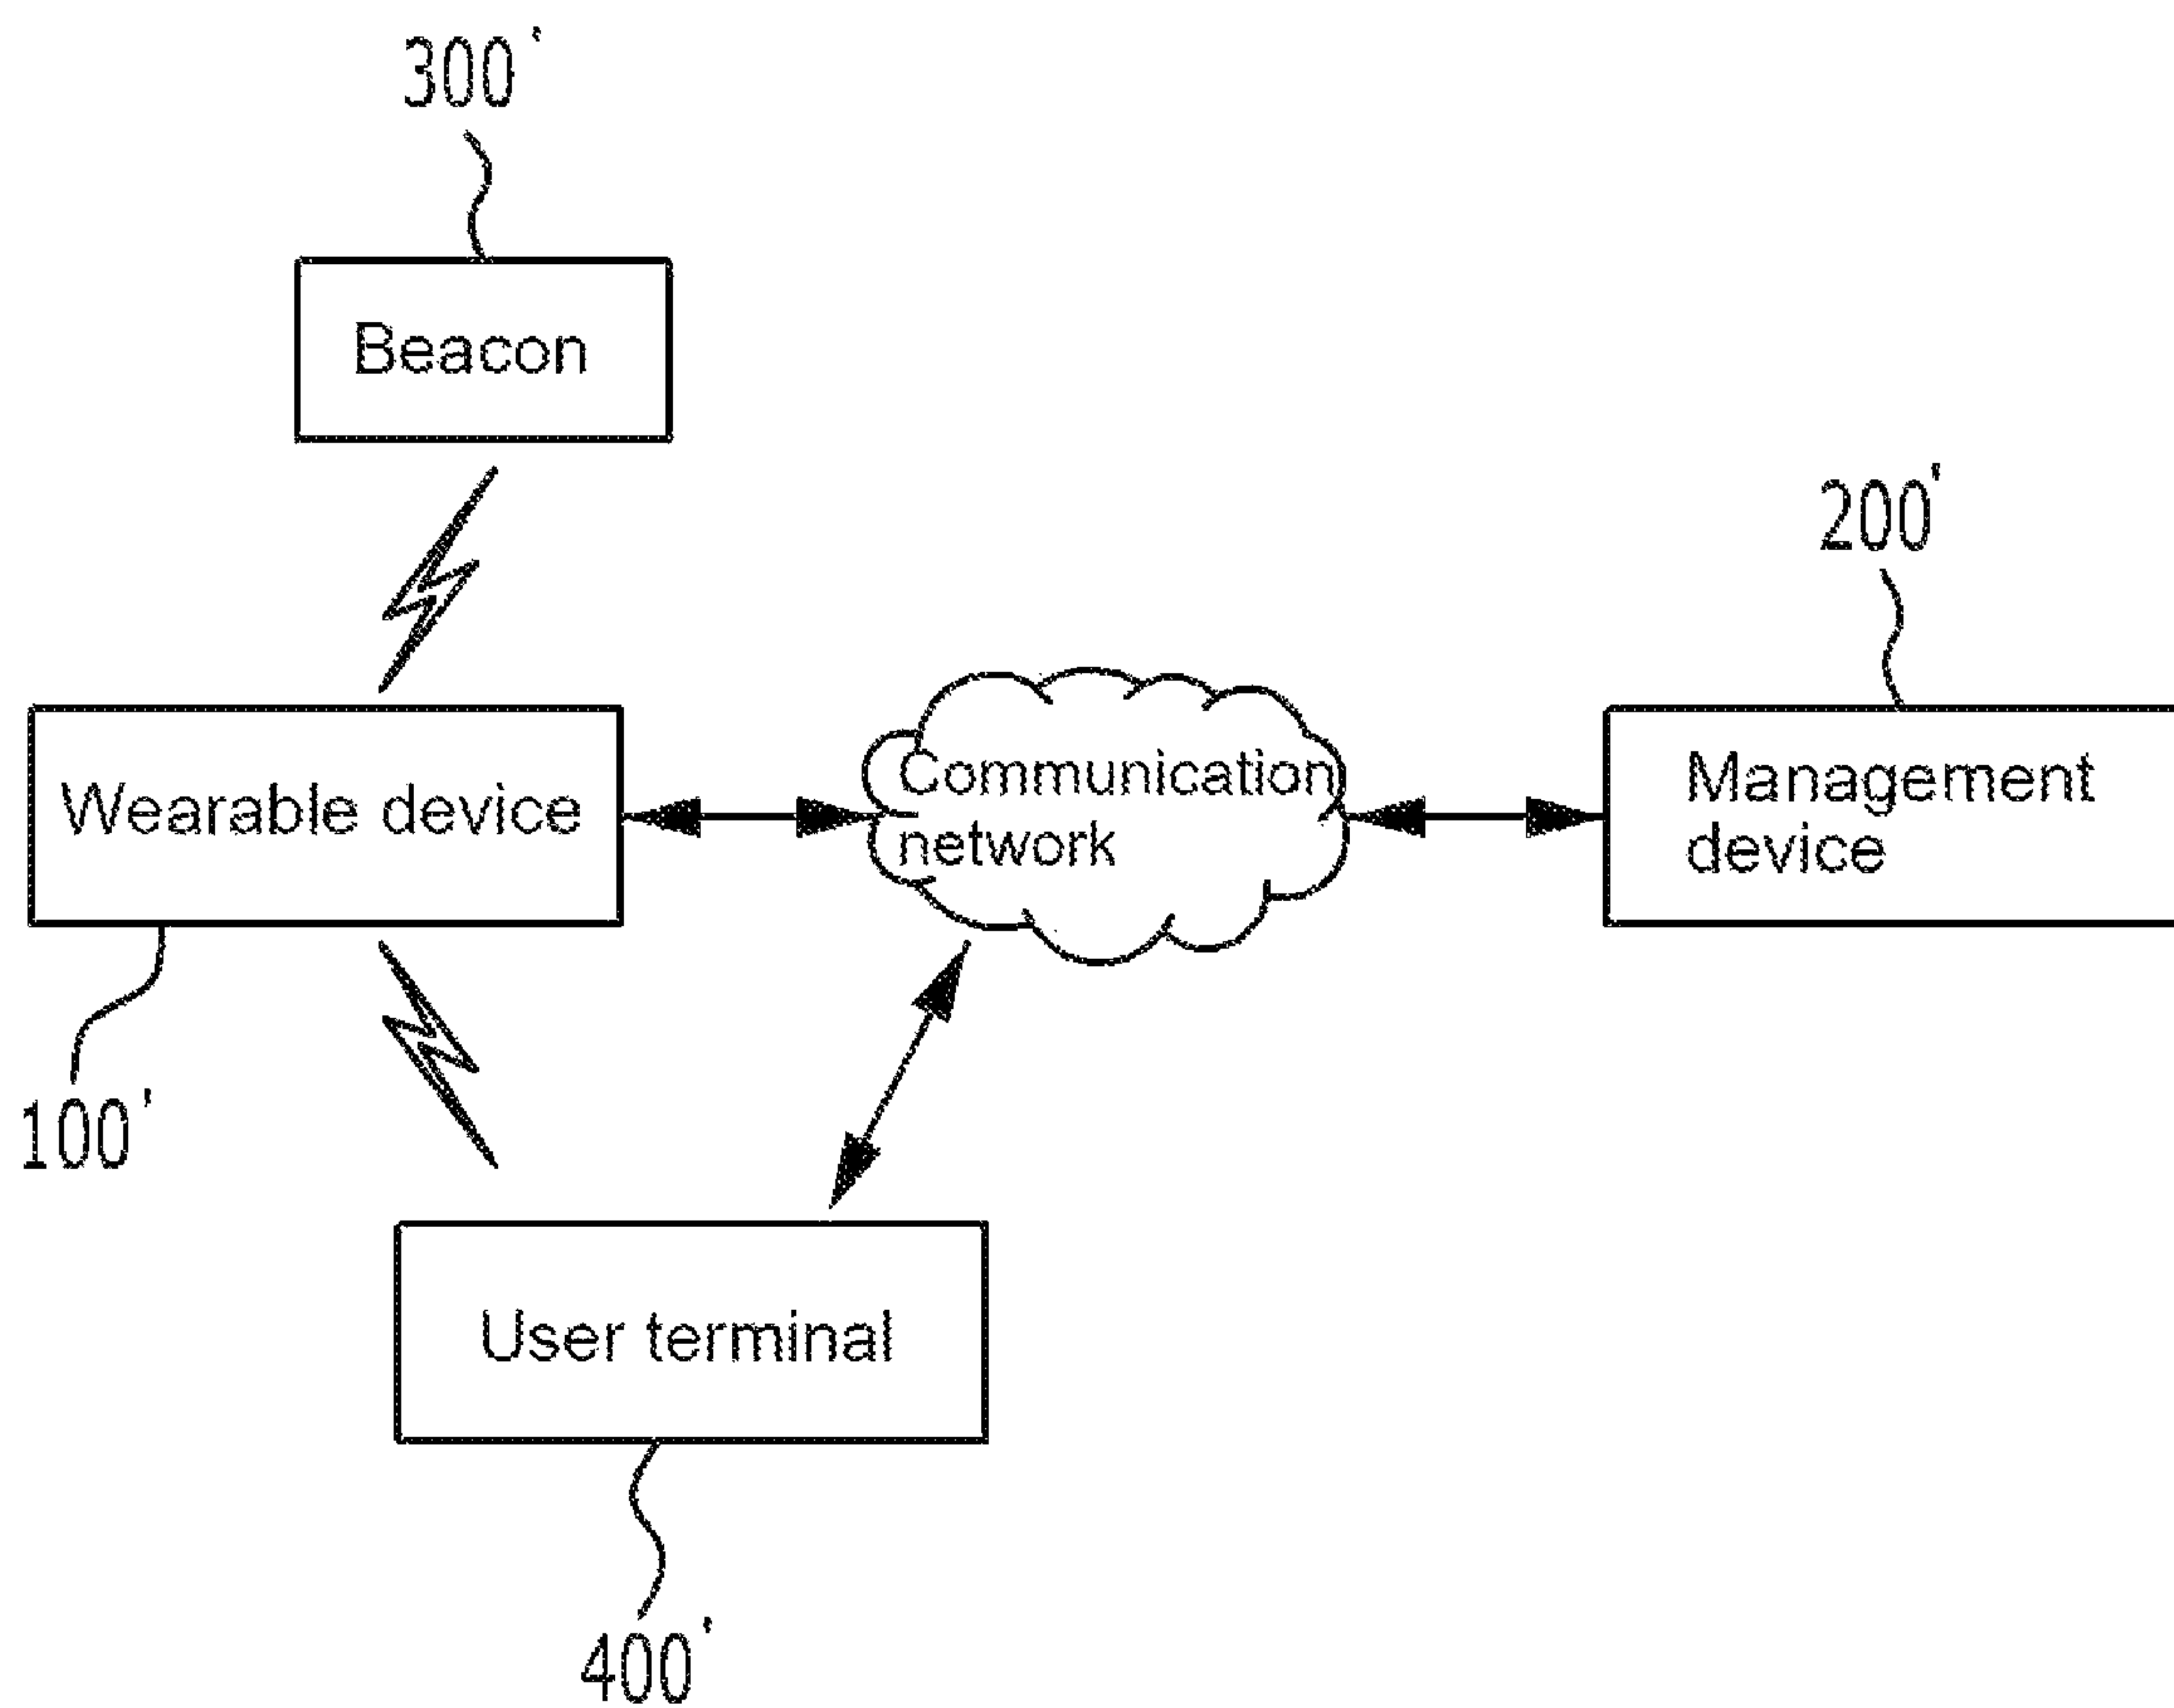 300'
Beacon
200'
Wearable device
Communication
network
Management
device
100'
User terminal
400'